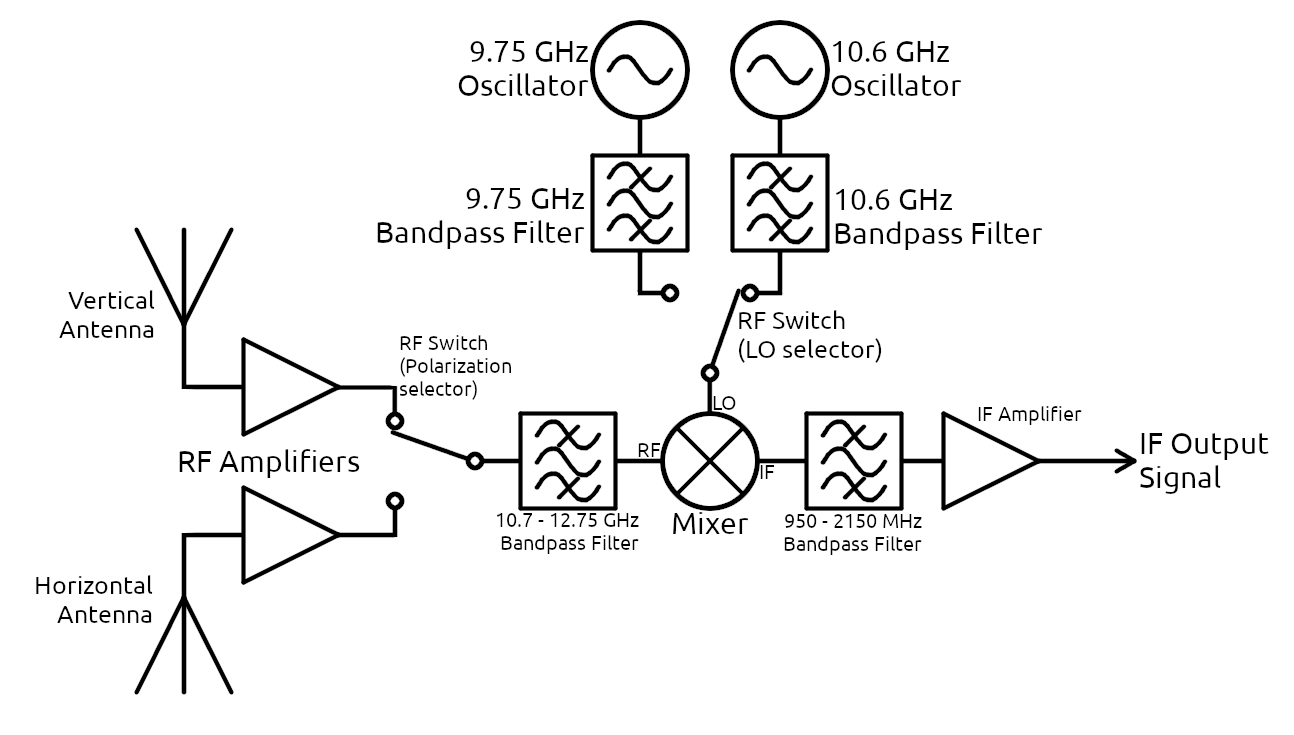 9.75 GHz
Oscillator
10.6 GHz
Oscillator
9.75 GHz
Bandpass Filter
10.6 GHz
Bandpass Filter
Vertical
Antenna
RF Switch
(LO selector)
RF Switch
(Polarization
selector)
LO
IF Amplifier
RF Amplifiers
RF
IF
IF Output
Signal
10.7 - 12.75 GHz
Bandpass Filter
Mixer
950 - 2150 MHz
Bandpass Filter
Horizontal
Antenna